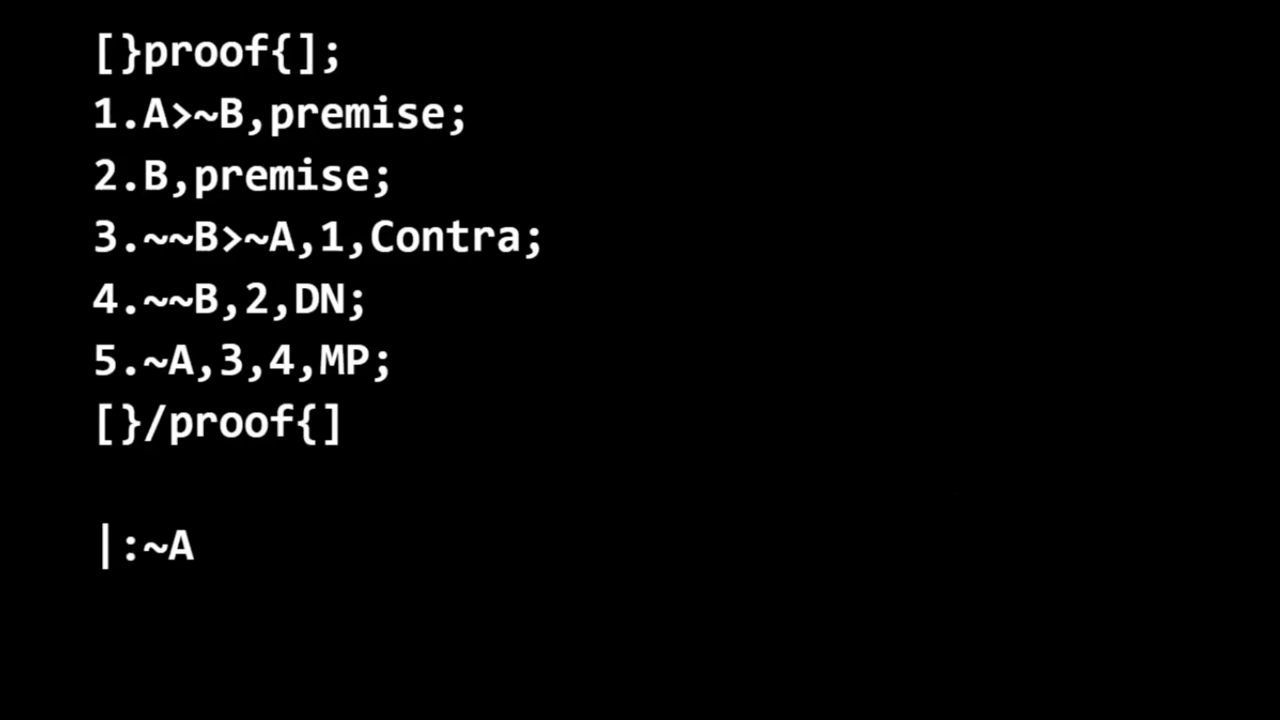 [}proof{];
1.A>~B,premise;
2.B,premise;
3.~~B>~A,1,Contra;
4.~~B,2,DN;
5.~A,3,4,MP;
[}/proof{]
|:~A